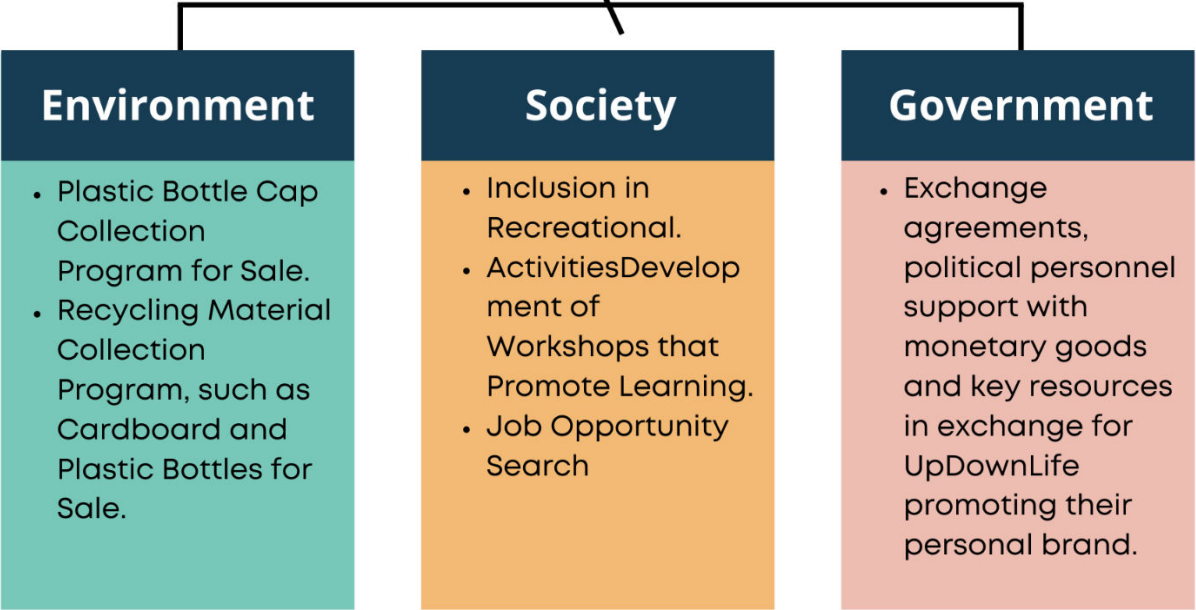 Environment
• Plastic Bottle Cap
Collection
Program for Sale.
• Recycling Material
Collection
Program, such as
Cardboard and
Plastic Bottles for
Sale.
Society
• Inclusion in
Recreational.
• ActivitiesDevelop
ment of
Workshops that
Promote Learning.
• Job Opportunity
Search
Government
• Exchange
agreements,
political personnel
support with
monetary goods
and key resources
in exchange for
UpDownLife
promoting their
personal brand.